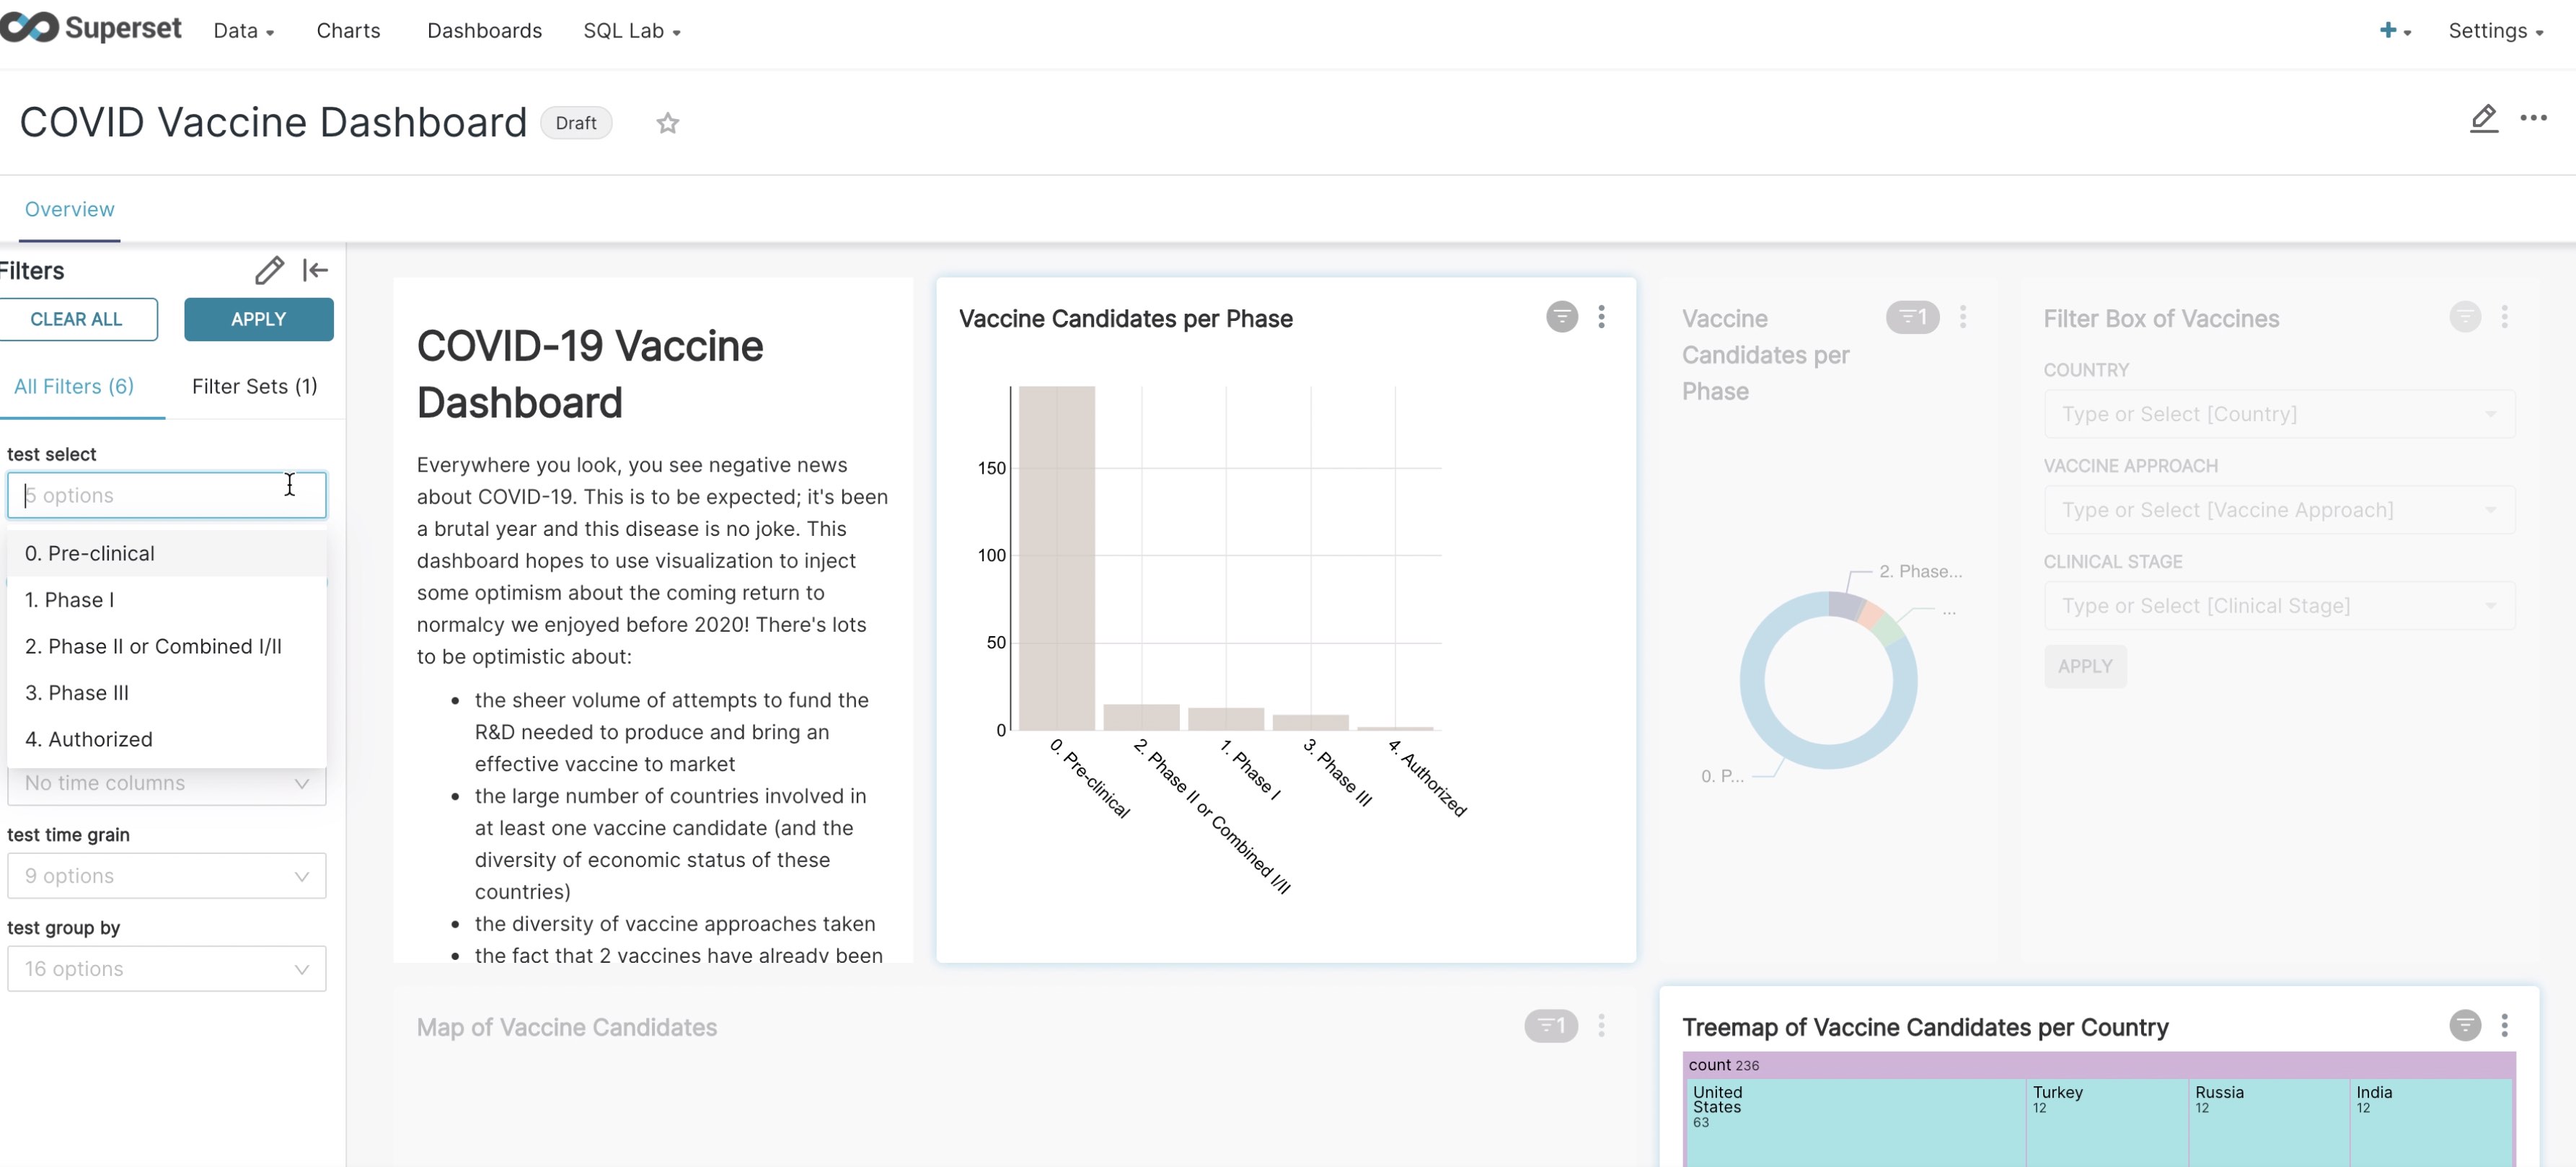 Superset
Data
Charts
Dashboards
SQL Lab
+
Settings
COVID Vaccine Dashboard
Draft
Overview
Filters
CLEAR ALL
APPLY
All Filters (6)
Filter Sets (1)
test select
5 options
0. Pre-clinical
1. Phase I
2. Phase II or Combined I/II
3. Phase III
4. Authorized
No time columns
test time grain
9 options
test group by
16 options
COVID-19 Vaccine
Dashboard
Everywhere you look, you see negative news
about COVID-19. This is to be expected; it's been
a brutal year and this disease is no joke. This
dashboard hopes to use visualization to inject
some optimism about the coming return to
normalcy we enjoyed before 2020! There's lots
to be optimistic about:
• the sheer volume of attempts to fund the
R&D needed to produce and bring an
effective vaccine to market
• the large number of countries involved in
at least one vaccine candidate (and the
diversity of economic status of these
countries)
• the diversity of vaccine approaches taken
• the fact that 2 vaccines have already been
Vaccine Candidates per Phase
150
100
50
0
0. Pre-clinical
2. Phase II or Combined I/II
1. Phase I
3. Phase III
4. Authorized
Vaccine
Candidates per
Phase
1
2. Phase...
...
0. P...
Filter Box of Vaccines
COUNTRY
Type or Select [Country]
VACCINE APPROACH
Type or Select [Vaccine Approach]
CLINICAL STAGE
Type or Select [Clinical Stage]
APPLY
Map of Vaccine Candidates
1
Treemap of Vaccine Candidates per Country
count 236
United
States
63
Turkey
12
Russia
12
India
12